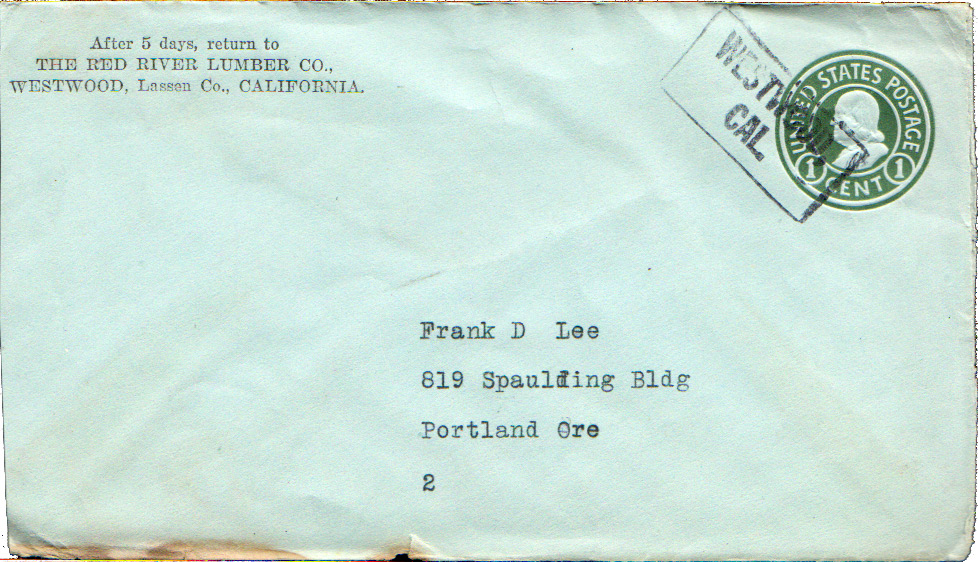 After 5 days, return to
THE RED RIVER LUMBER CO.,
WESTWOOD, Lassen Co., CALIFORNIA.
WESTWOOD,
CAL.
UNITED STATES POSTAGE
1 CENT 1
Frank D Lee
819 Spaulding Bldg
Portland Ore
2